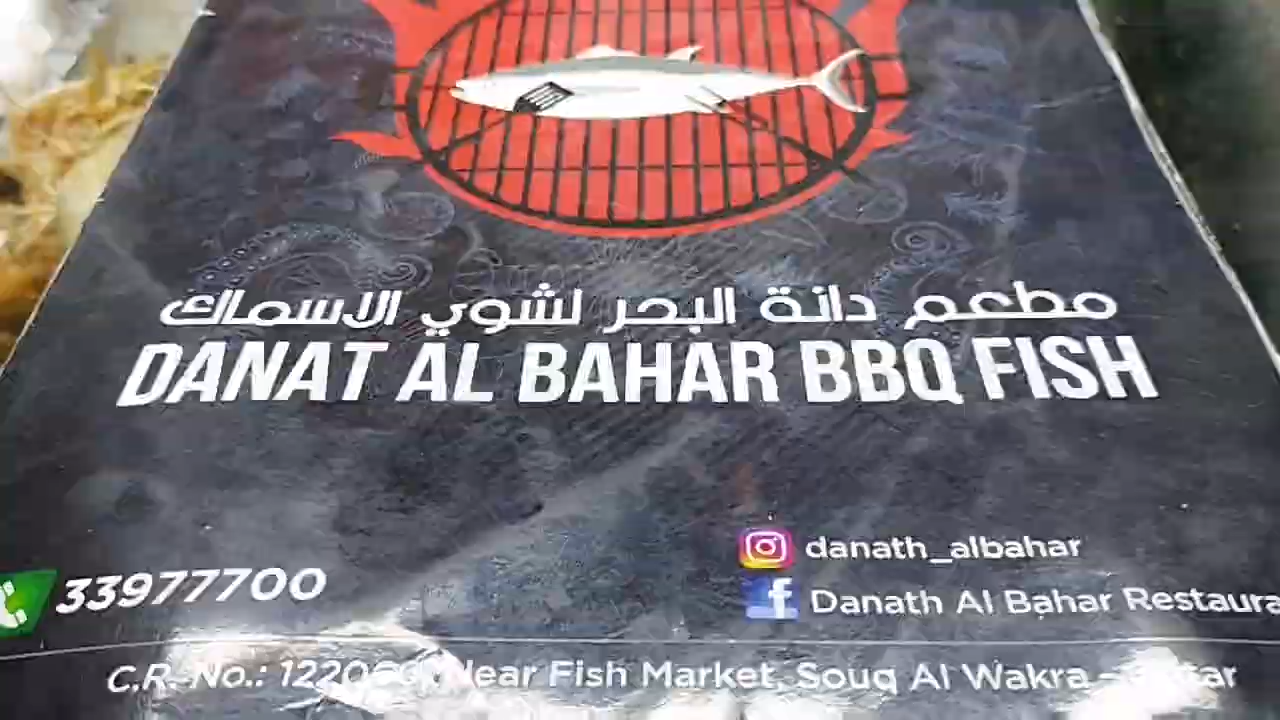 مطعم دانة البحر لشوي الاسماك
DANAT AL BAHAR BBQ FISH
33977700
danath_albahar
Danath Al Bahar
C.R. No.: Near Fish Market, Souq Al Wakra -